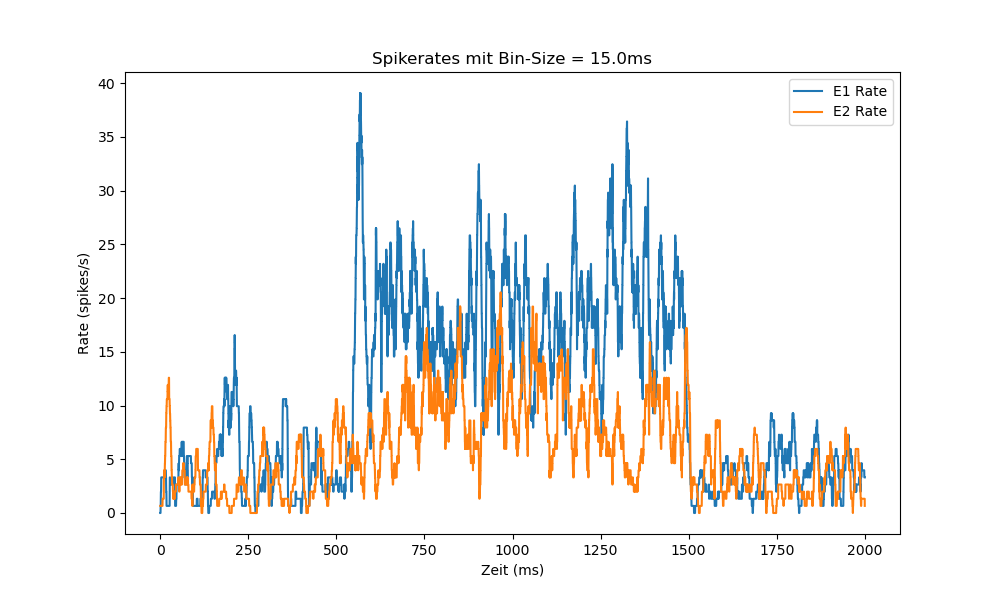 Spikerates mit Bin-Size = 15.0ms
E1 Rate
E2 Rate
Rate (spikes/s)
40
35
30
25
20
15
10
5
0
0 250 500 750 1000 1250 1500 1750 2000
Zeit (ms)